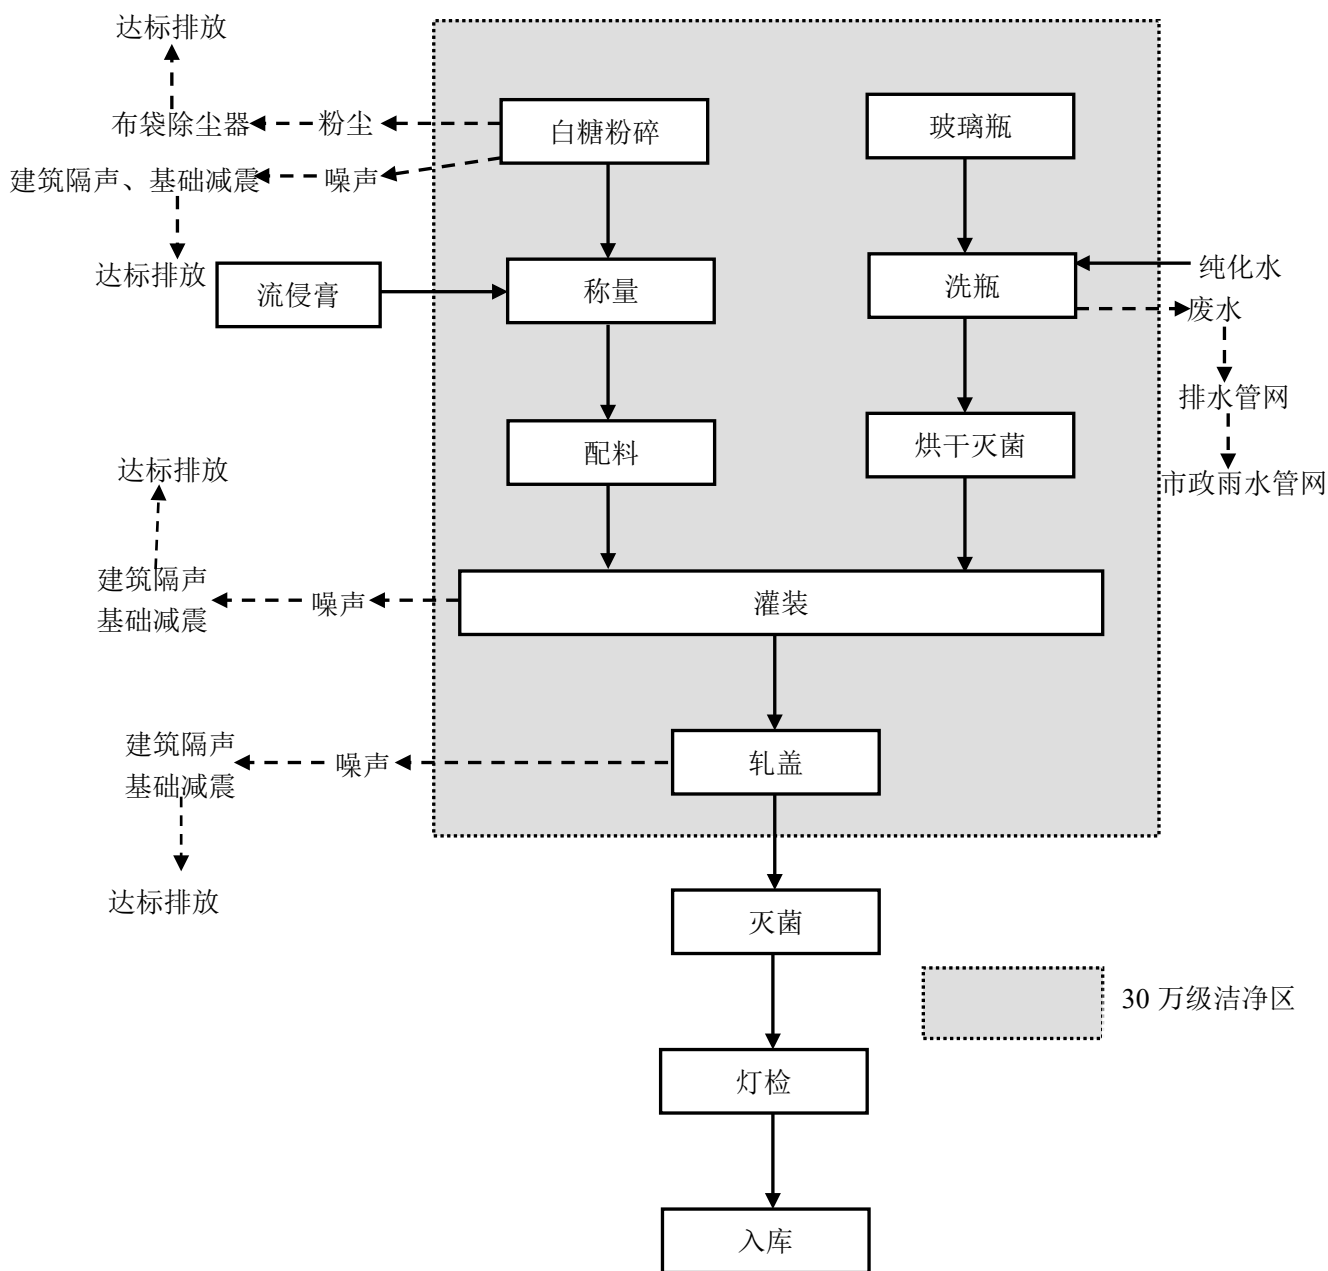 达标排放
布袋除尘器
粉尘
白糖粉碎
玻璃瓶
建筑隔声、基础减震
噪声
达标排放
流侵膏
称量
洗瓶
纯化水
废水
排水管网
配料
烘干灭菌
达标排放
市政雨水管网
建筑隔声
基础减震
噪声
灌装
建筑隔声
基础减震
噪声
轧盖
达标排放
灭菌
30 万级洁净区
灯检
入库